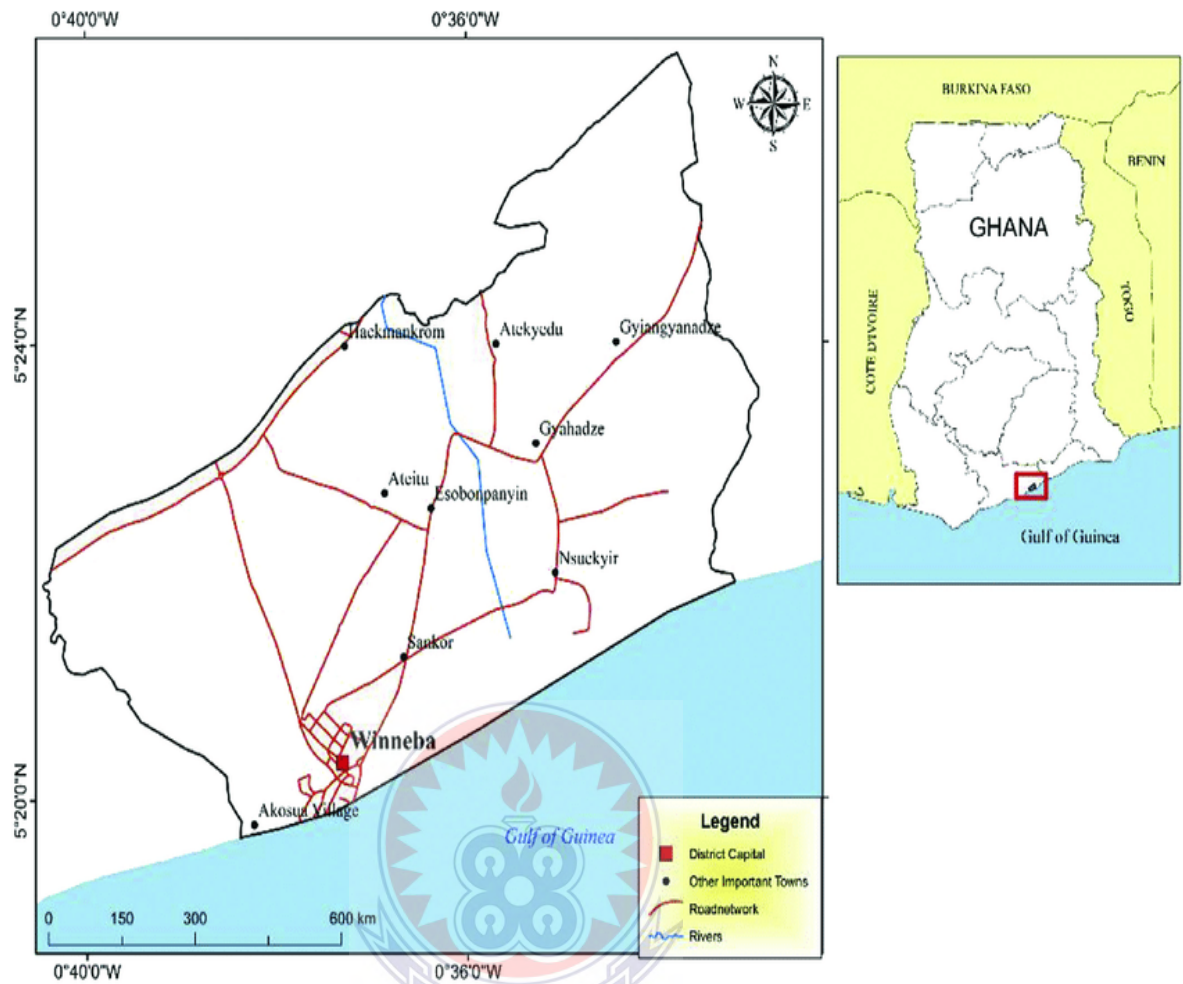 0°40'0"W
0°36'0"W
N
W
E
S
BURKINA FASO
BENIN
GHANA
TOGO
COTE D'IVOIRE
Gulf of Guinea
5°24'0"N
Hackmankrom
Atekyedu
Gyiangyanadze
Gyahadze
Ateitu
Esobonpanyin
Nsuekyir
Sankor
Winneba
5°20'0"N
Akosua Village
Gulf of Guinea
Legend
District Capital
Other Important Towns
Roadnetwork
Rivers
0 150 300 600 km
0°40'0"W
0°36'0"W